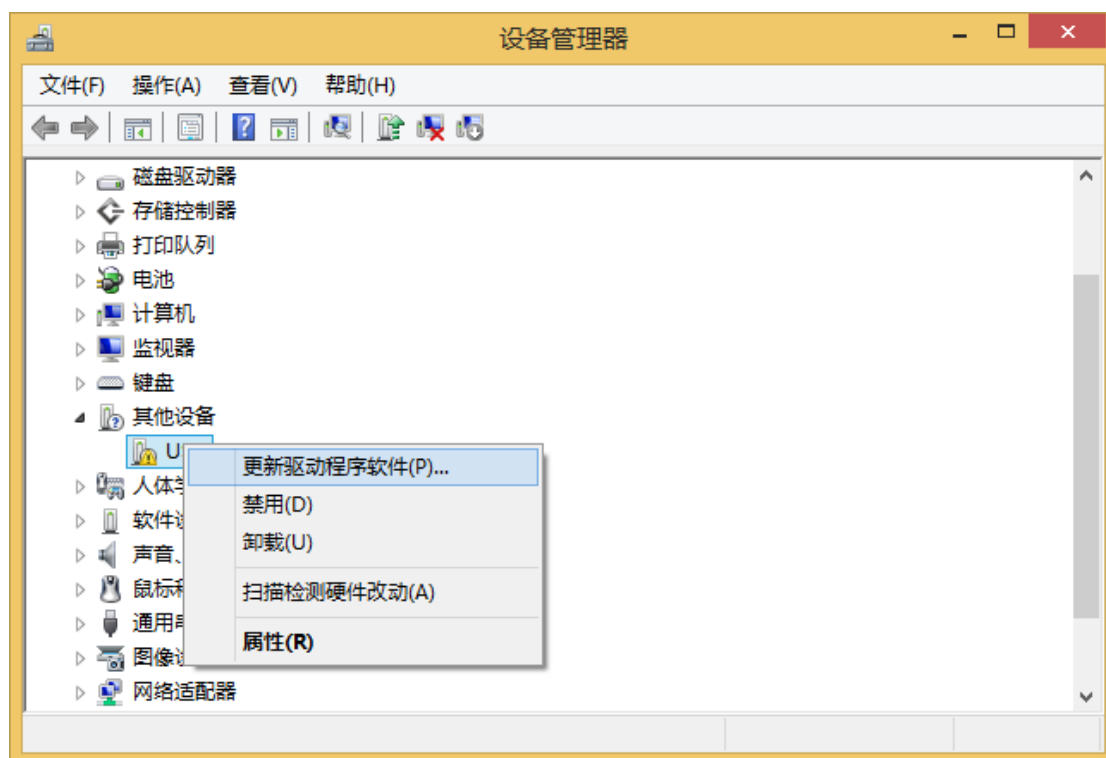 设备管理器
文件(F) 操作(A) 查看(V) 帮助(H)
磁盘驱动器
存储控制器
打印队列
电池
计算机
监视器
键盘
其他设备
U
更新驱动程序软件(P)...
人体
禁用(D)
软件
卸载(U)
声音、
鼠标
扫描检测硬件改动(A)
通用
属性(R)
图像
网络适配器